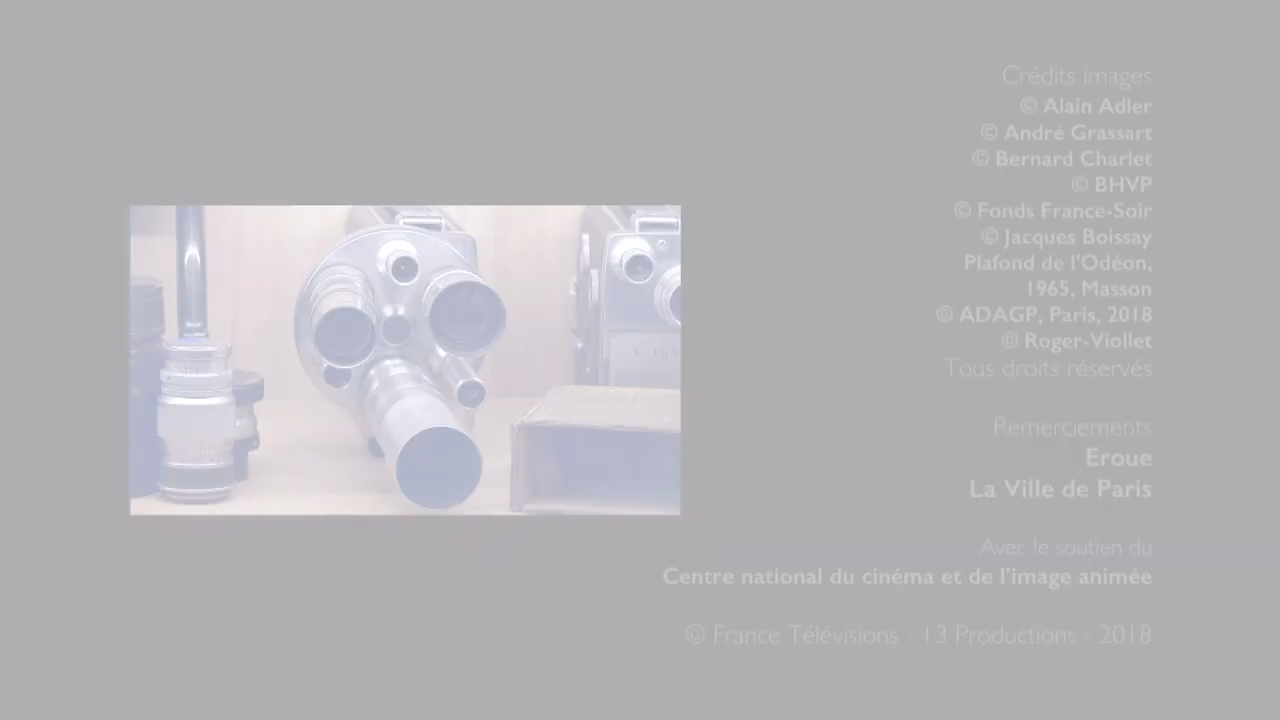 Crédits images
© Alain Adler
© André Grassart
© Bernard Charlet
© BHVP
© Fonds France-Soir
© Jacques Boissay
Plafond de l'Odéon,
1965, Masson
© ADAGP, Paris, 2018
© Roger-Viollet
Tous droits réservés
Remerciements
Eroue
La Ville de Paris
Avec le soutien du
Centre national du cinéma et de l'image animée
© France Télévisions - 13 Productions - 2018